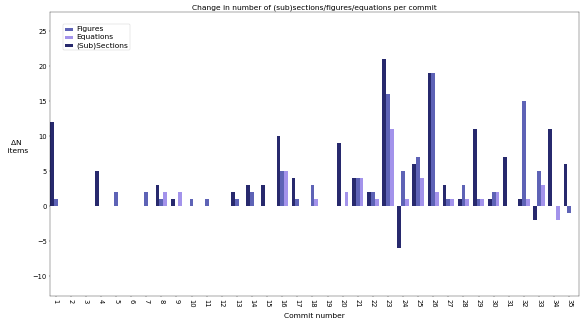 Change in number of (sub)sections/figures/equations per commit
Figures
Equations
(Sub)Sections
ΔN
items
25
20
15
10
5
0
−5
−10
1 2 3 4 5 6 7 8 9 10 11 12 13 14 15 16 17 18 19 20 21 22 23 24 25 26 27 28 29 30 31 32 33 34 35
Commit number